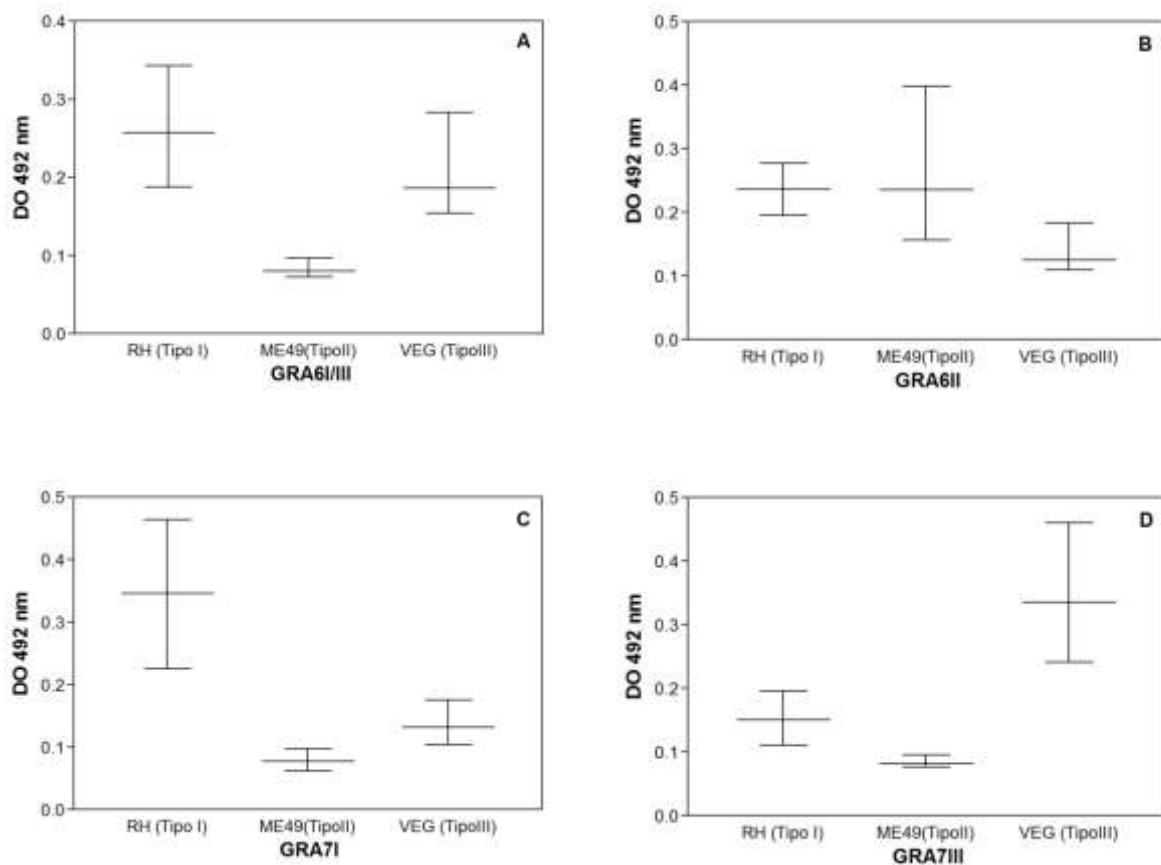 A
DO 492 nm
0.4
0.3
0.2
0.1
0.0
RH (Tipo I) ME49(TipoII) VEG (TipoIII)
GRA6I/III
B
DO 492 nm
0.5
0.4
0.3
0.2
0.1
0.0
RH (Tipo I) ME49(TipoII) VEG (TipoIII)
GRA6II
C
DO 492 nm
0.5
0.4
0.3
0.2
0.1
0.0
RH (Tipo I) ME49(TipoII) VEG (TipoIII)
GRA7I
D
DO 492 nm
0.5
0.4
0.3
0.2
0.1
0.0
RH (Tipo I) ME49(TipoII) VEG (TipoIII)
GRA7III